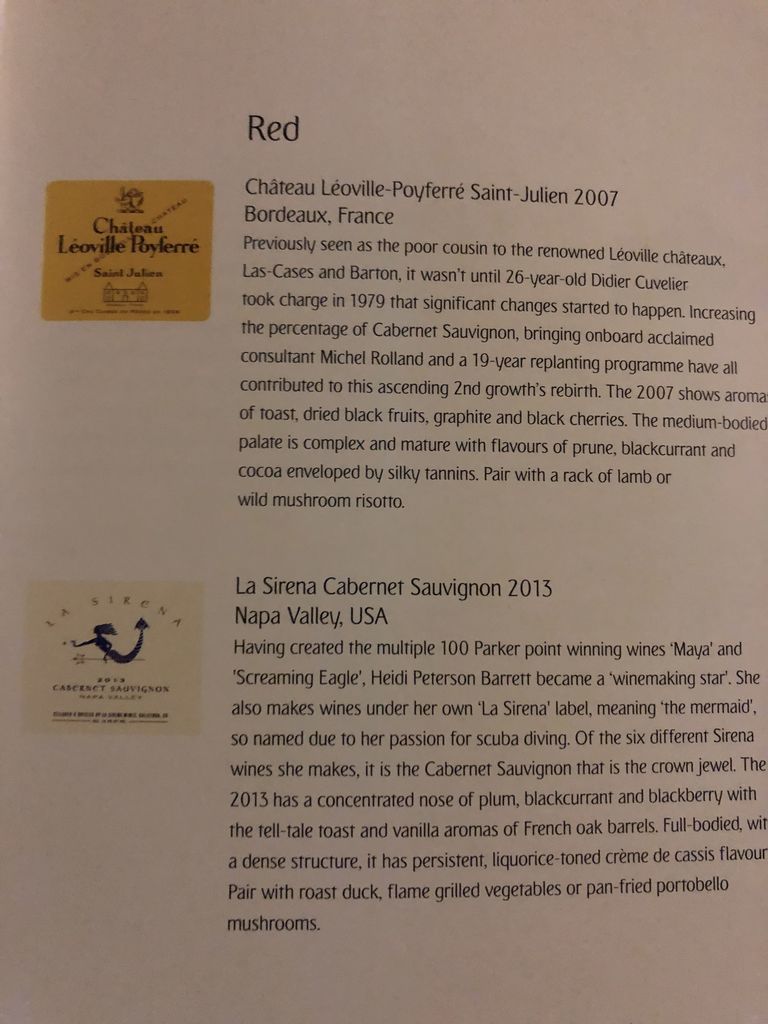 Red
Château Léoville-Poyferré Saint-Julien 2007
Bordeaux, France
Previously seen as the poor cousin to the renowned Léoville châteaux,
Las-Cases and Barton, it wasn't until 26-year-old Didier Cuvelier
took charge in 1979 that significant changes started to happen. Increasing
the percentage of Cabernet Sauvignon, bringing onboard acclaimed
consultant Michel Rolland and a 19-year replanting programme have all
contributed to this ascending 2nd growth's rebirth. The 2007 shows aroma
of toast, dried black fruits, graphite and black cherries. The medium-bodied
palate is complex and mature with flavours of prune, blackcurrant and
cocoa enveloped by silky tannins. Pair with a rack of lamb or
wild mushroom risotto.
CHATEAU
Château
Léoville Poyferré
Saint Julien
La Sirena Cabernet Sauvignon 2013
Napa Valley, USA
Having created the multiple 100 Parker point winning wines 'Maya' and
'Screaming Eagle', Heidi Peterson Barrett became a 'winemaking star'. She
also makes wines under her own 'La Sirena' label, meaning 'the mermaid',
so named due to her passion for scuba diving. Of the six different Sirena
wines she makes, it is the Cabernet Sauvignon that is the crown jewel. The
2013 has a concentrated nose of plum, blackcurrant and blackberry with
the tell-tale toast and vanilla aromas of French oak barrels. Full-bodied, wit
a dense structure, it has persistent, liquorice-toned crème de cassis flavour
Pair with roast duck, flame grilled vegetables or pan-fried portobello
mushrooms.
LA SIRENA
2013
CABERNET SAUVIGNON
NAPA VALLEY